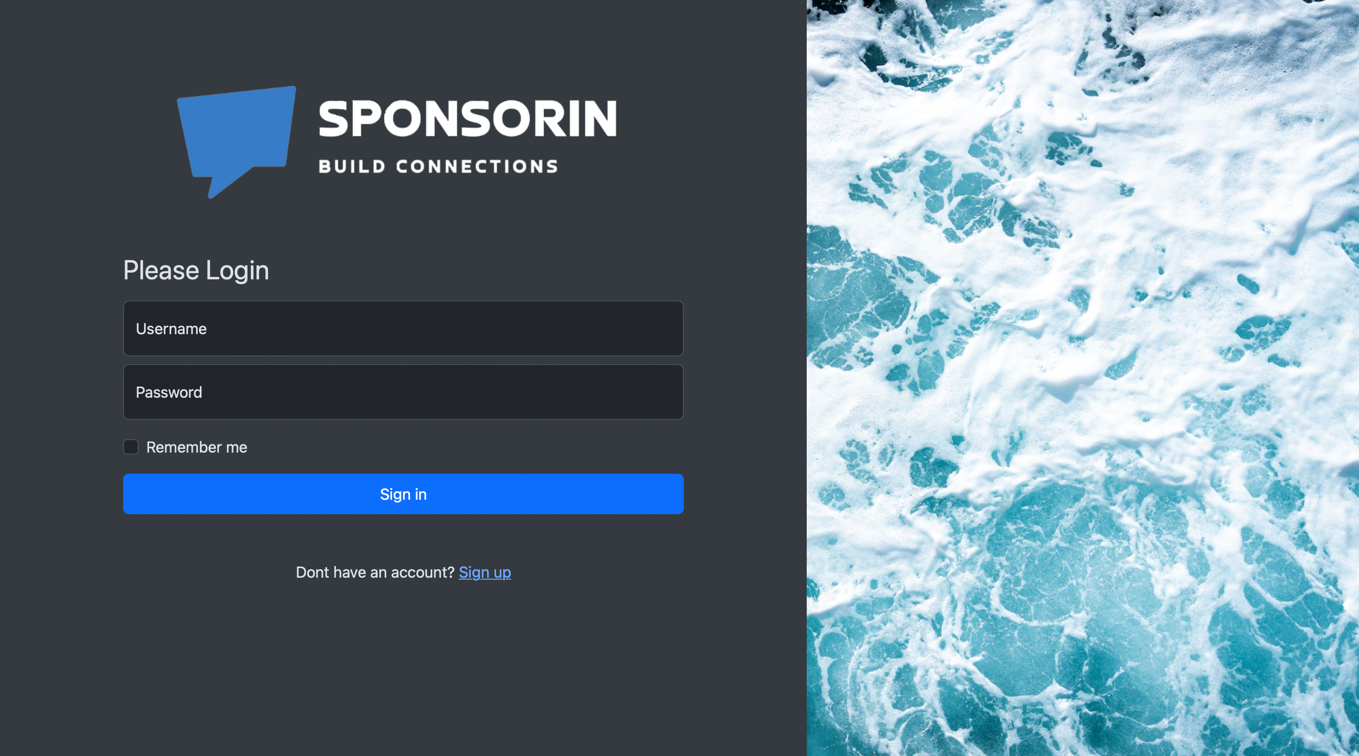 SPONSORIN
BUILD CONNECTIONS
Please Login
Username
Password
Remember me
Sign in
Dont have an account? Sign up